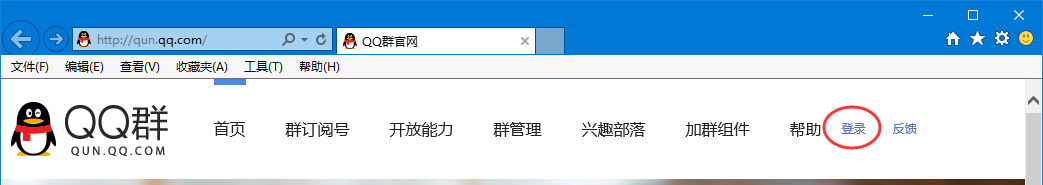 http://qun.qq.com/
QQ群官网
文件(F) 编辑(E) 查看(V) 收藏夹(A) 工具(T) 帮助(H)
QQ群
QUN.QQ.COM
首页 群订阅号 开放能力 群管理 兴趣部落 加群组件 帮助 登录 反馈